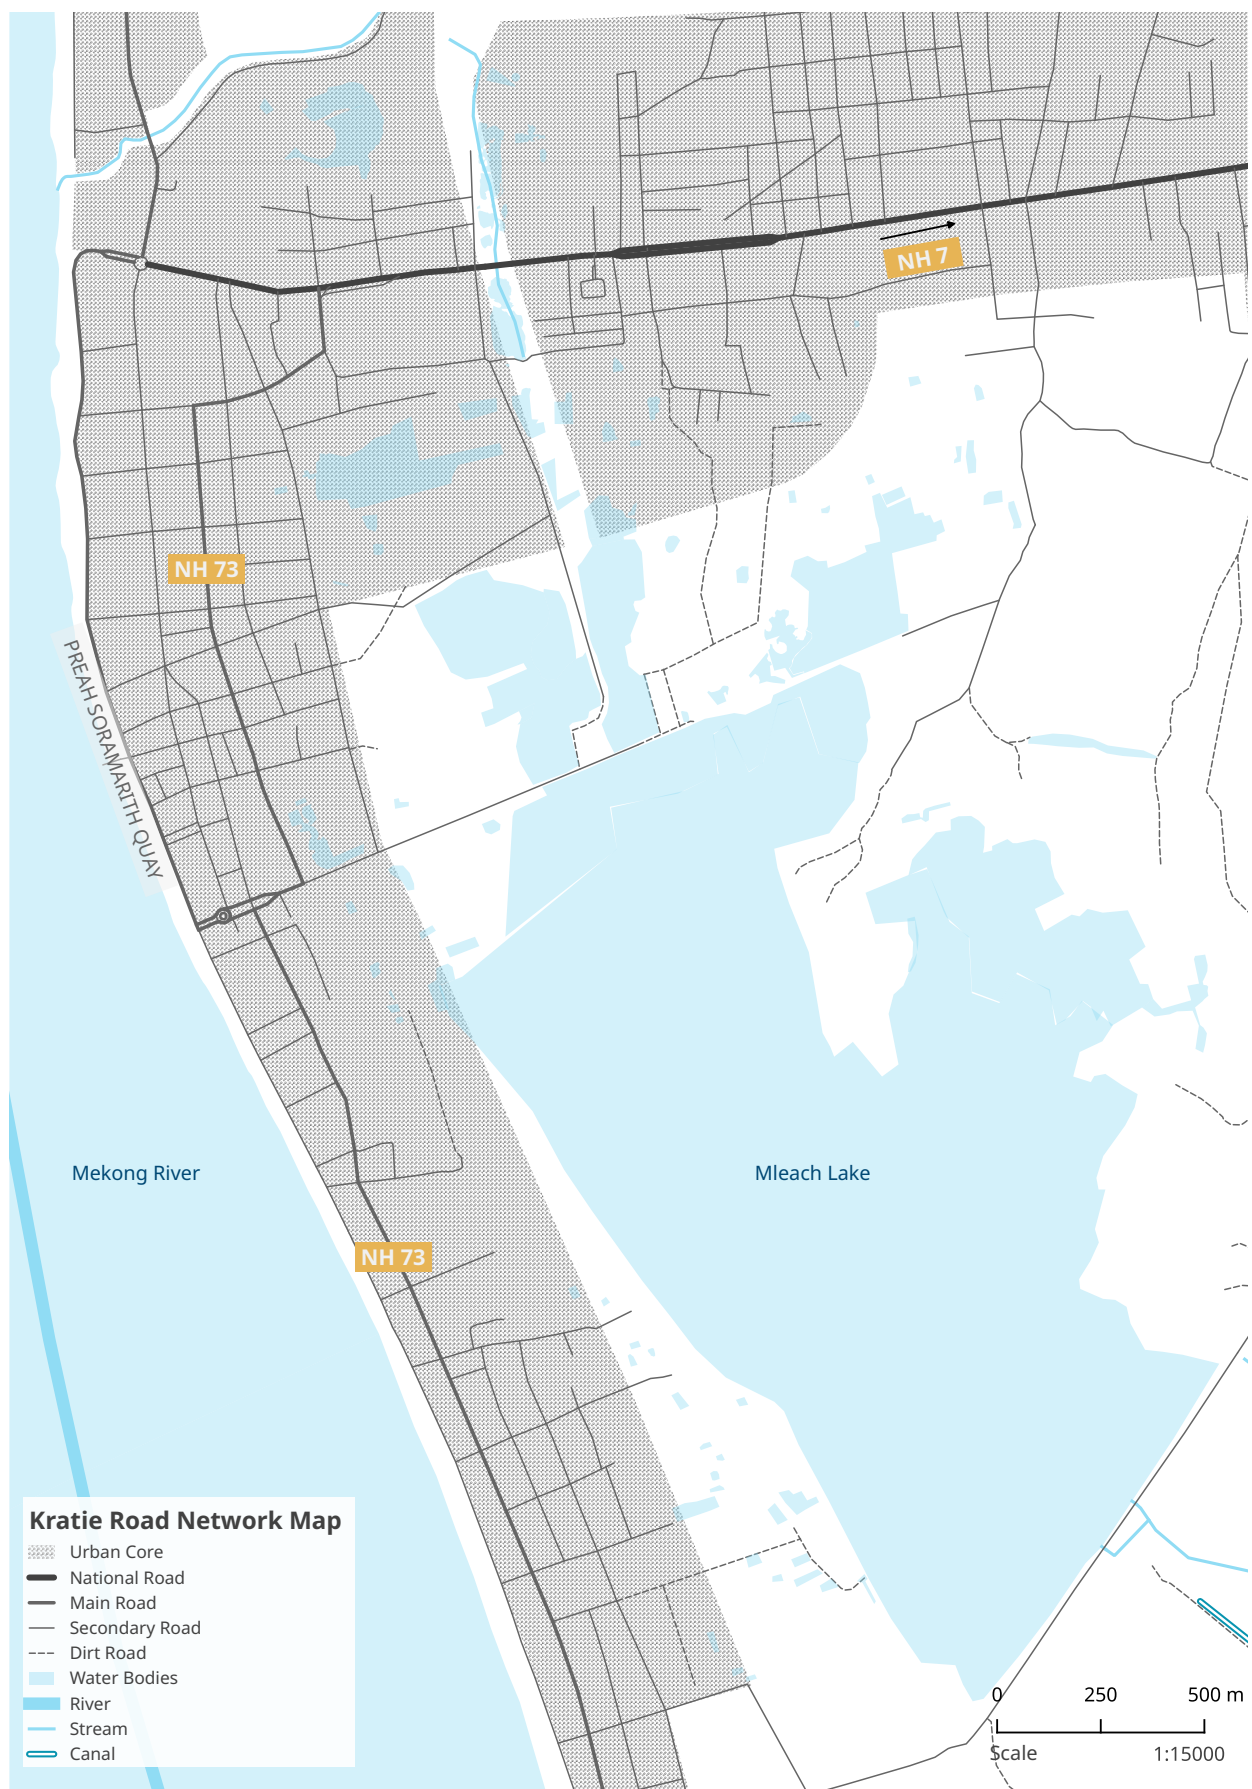 NH 7
NH 73
PREAH SORAMARITH QUAY
Mekong River
Mleach Lake
NH 73
Kratie Road Network Map
Urban Core
National Road
Main Road
Secondary Road
Dirt Road
Water Bodies
River
Stream
Canal
0 250 500 m
Scale 1:15000